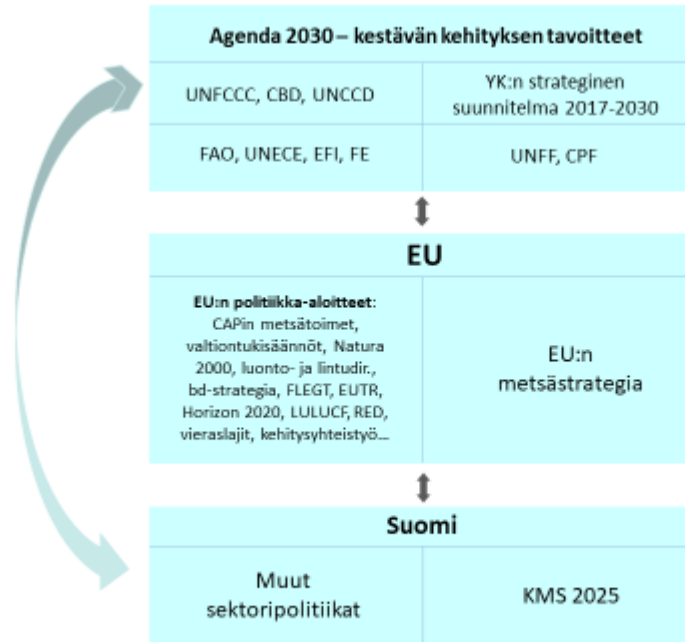 Agenda 2030 – kestävän kehityksen tavoitteet
UNFCCC, CBD, UNCCD
YK:n strateginen
suunnitelma 2017-2030
FAO, UNECE, EFI, FE
UNFF, CPF
EU
EU:n politiikka-aloitteet:
CAPin metsätoimet,
valtiontukisäännöt, Natura
2000, luonto- ja lintudir.,
bd-strategia, FLEGT, EUTR,
Horizon 2020, LULUCF, RED,
vieraslajit, kehitysyhteistyö...
EU:n
metsästrategia
Suomi
Muut
sektoripolitiikat
KMS 2025